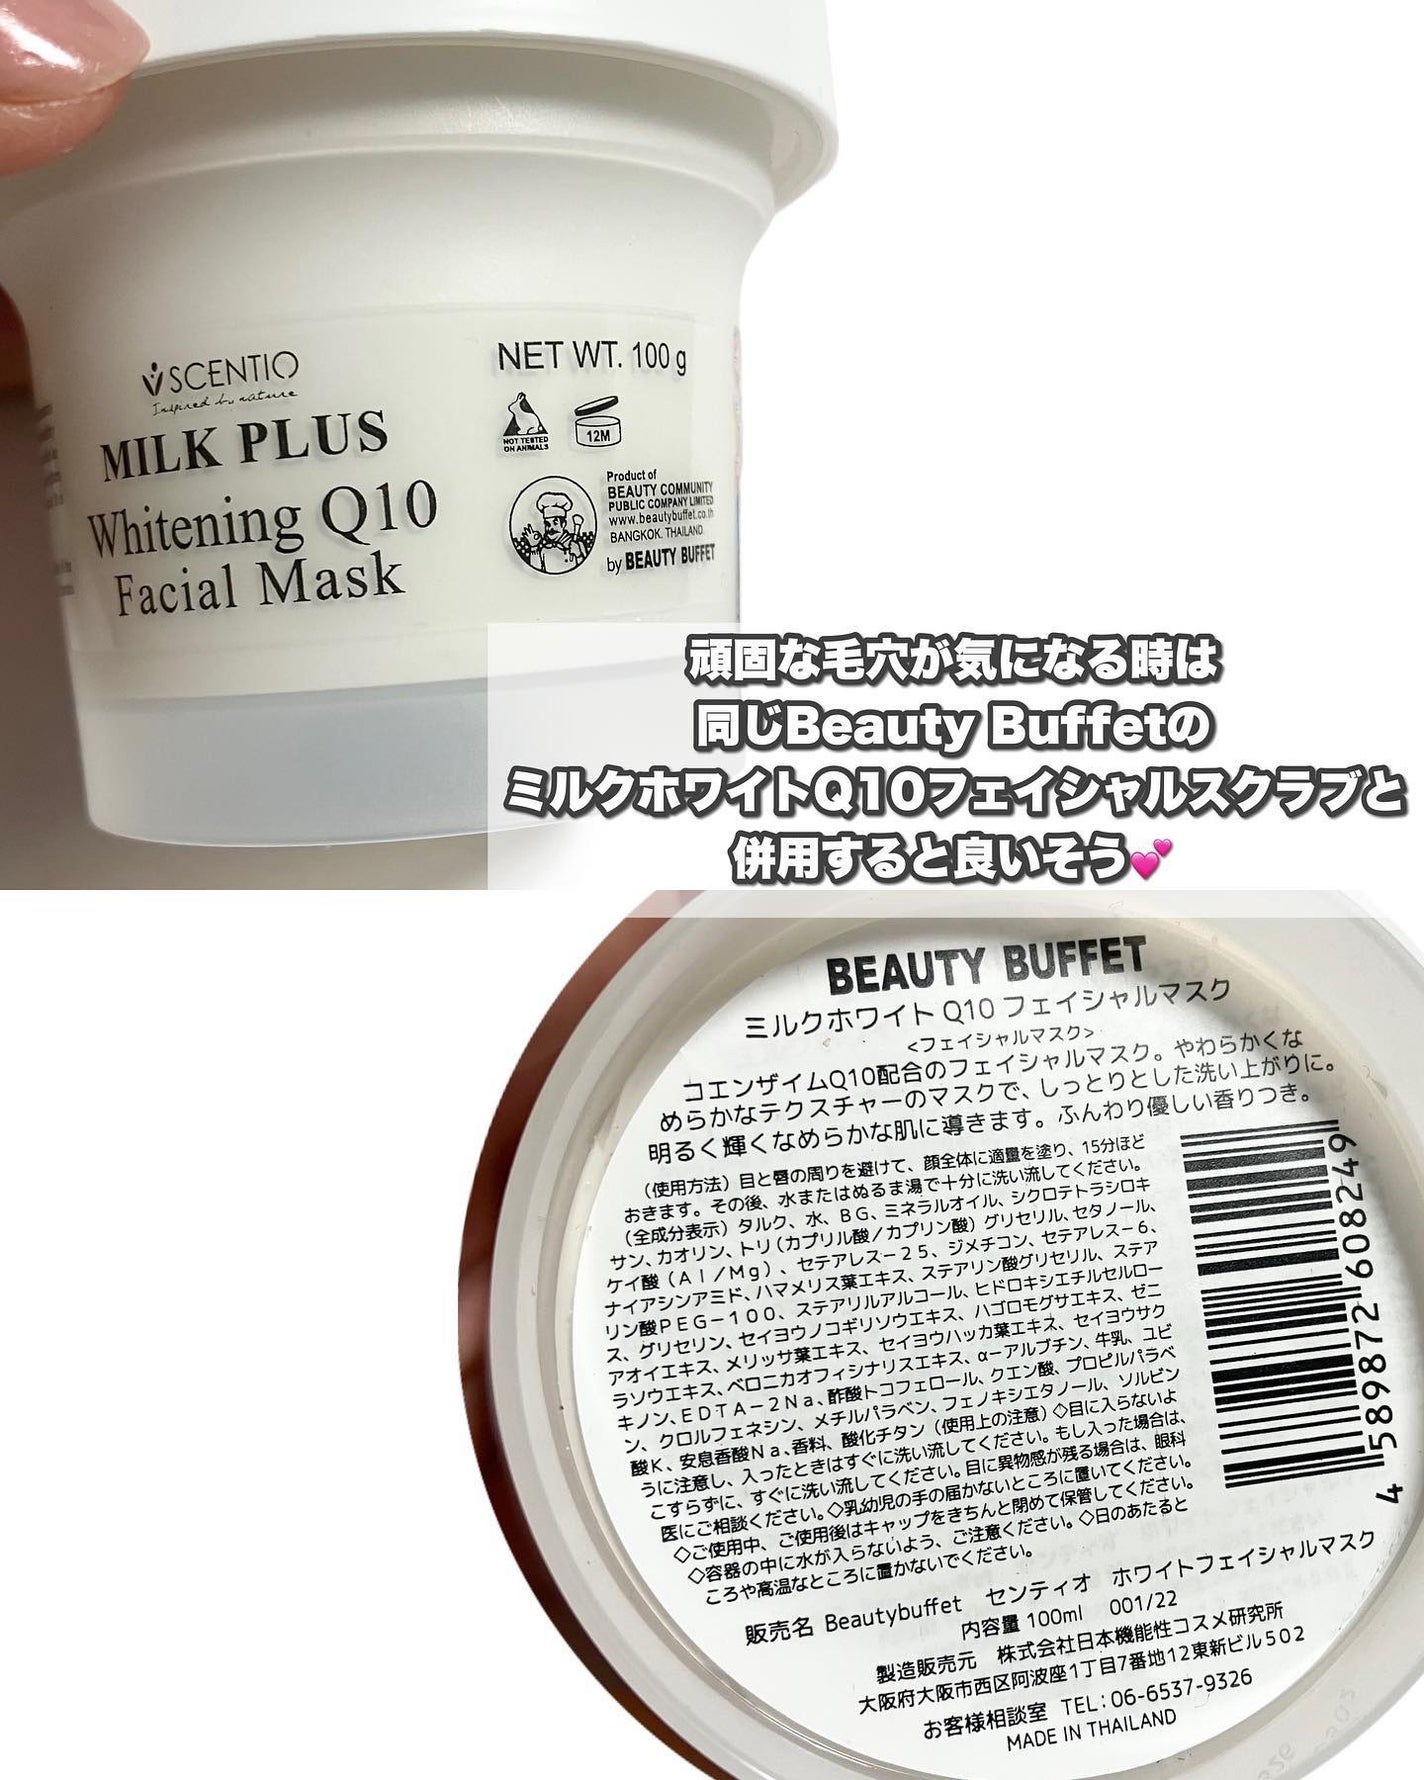 SCENTIO
Inspired by nature
MILK PLUS
Whitening Q10
Facial Mask
NET WT. 100 g
NOT TESTED
ON ANIMALS
12M
Product of
BEAUTY COMMUNITY
PUBLIC COMPANY LIMITED
www.beautybuffet.co.th
BANGKOK. THAILAND
by BEAUTY BUFFET
頑固な毛穴が気になる時は
同じBeauty Buffetの
ミルクホワイトQ10フェイシャルスクラブと
併用すると良いそう💕
BEAUTY BUFFET
ミルクホワイト Q10 フェイシャルマスク
<フェイシャルマスク>
コエンザイムQ10配合のフェイシャルマスク。やわらかくな
めらかなテクスチャーのマスクで、しっとりとした洗い上がりに。
明るく輝くなめらかな肌に導きます。ふんわり優しい香りつき。
（使用方法）目と唇の周りを避けて、顔全体に適量を塗り、15分ほど
おきます。その後、水またはぬるま湯で十分に洗い流してください。
（全成分表示）タルク、水、ＢＧ、ミネラルオイル、シクロテトラシロキ
サン、カオリン、トリ（カプリル酸／カプリン酸）グリセリル、セタノール、
ケイ酸（Ａｌ／Ｍｇ）、セテアレス－２５、ジメチコン、セテアレス－６、
ナイアシンアミド、ハマメリス葉エキス、ステアリン酸グリセリル、ステア
リン酸ＰＥＧ－１００、ステアリルアルコール、ヒドロキシエチルセルロー
ス、グリセリン、セイヨウノコギリソウエキス、ハゴロモグサエキス、ゼニ
アオイエキス、メリッサ葉エキス、セイヨウハッカ葉エキス、セイヨウサク
ラソウエキス、ベロニカオフィシナリスエキス、α－アルブチン、牛乳、ユビ
キノン、ＥＤＴＡ－２Ｎａ、酢酸トコフェロール、クエン酸、プロピルパラベ
ン、クロルフェネシン、メチルパラベン、フェノキシエタノール、ソルビン
酸Ｋ、安息香酸Ｎａ、香料、酸化チタン（使用上の注意）◇目に入らないよ
うに注意し、入ったときはすぐに洗い流してください。もし入った場合は、
こすらずに、すぐに洗い流してください。目に異物感が残る場合は、眼科
医にご相談ください。◇乳幼児の手の届かないところに置いてください。
◇ご使用中、ご使用後はキャップをきちんと閉めて保管してください。
◇容器の中に水が入らないよう、ご注意ください。◇日のあたると
ころや高温なところに置かないでください。
販売名 Beautybuffet センティオ ホワイトフェイシャルマスク
内容量 100ml 001/22
製造販売元 株式会社日本機能性コスメ研究所
大阪府大阪市西区阿波座1丁目7番地12東新ビル502
お客様相談室 TEL：06-6537-9326
MADE IN THAILAND
4 589872 608249